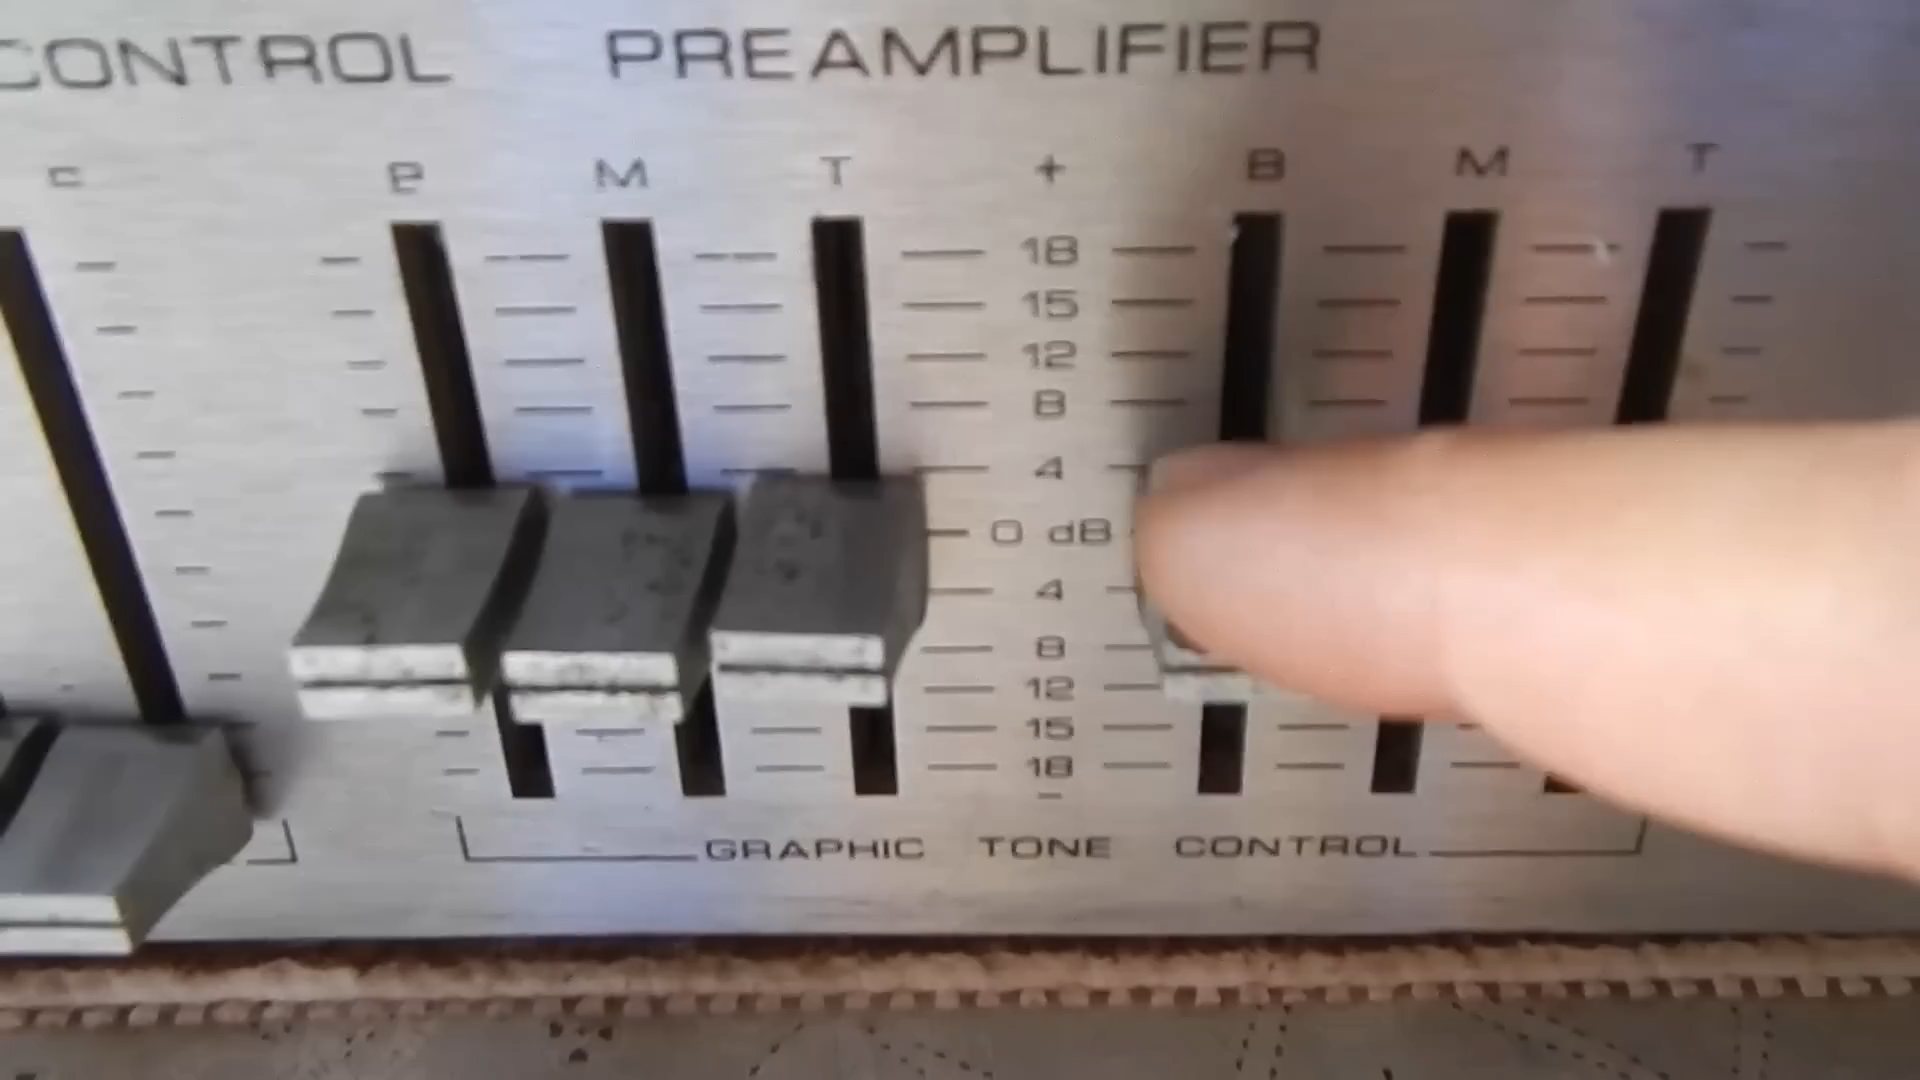 CONTROL PREAMPLIFIER
B M T + B M T
18
15
12
8
4
0 dB
4
8
12
15
18
-
GRAPHIC TONE CONTROL